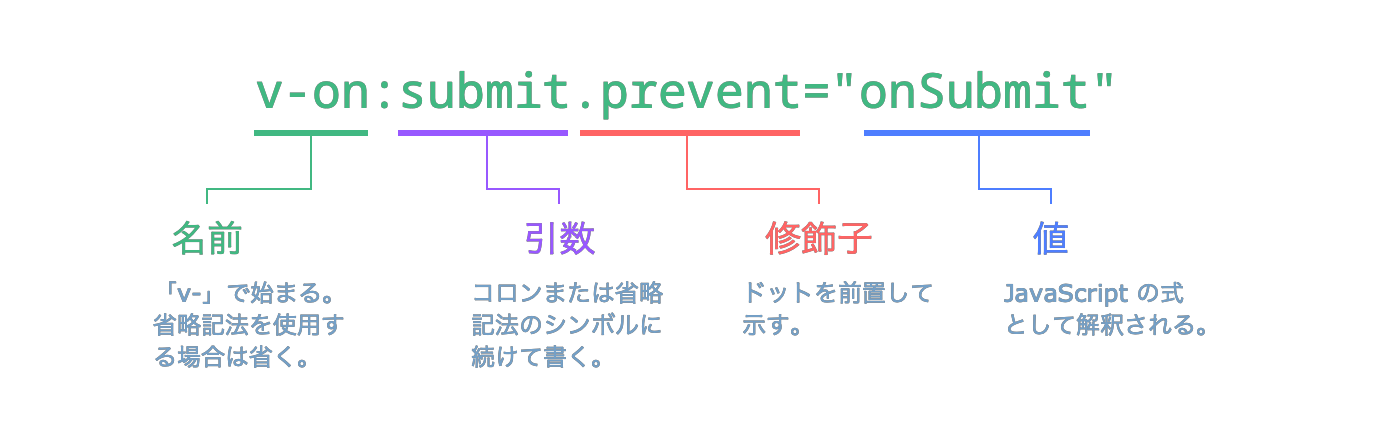 v-on:submit.prevent="onSubmit"
名前
「v-」で始まる。
省略記法を使用す
る場合は省く。
引数
コロンまたは省略
記法のシンボルに
続けて書く。
修飾子
ドットを前置して
示す。
値
JavaScript の式
として解釈される。